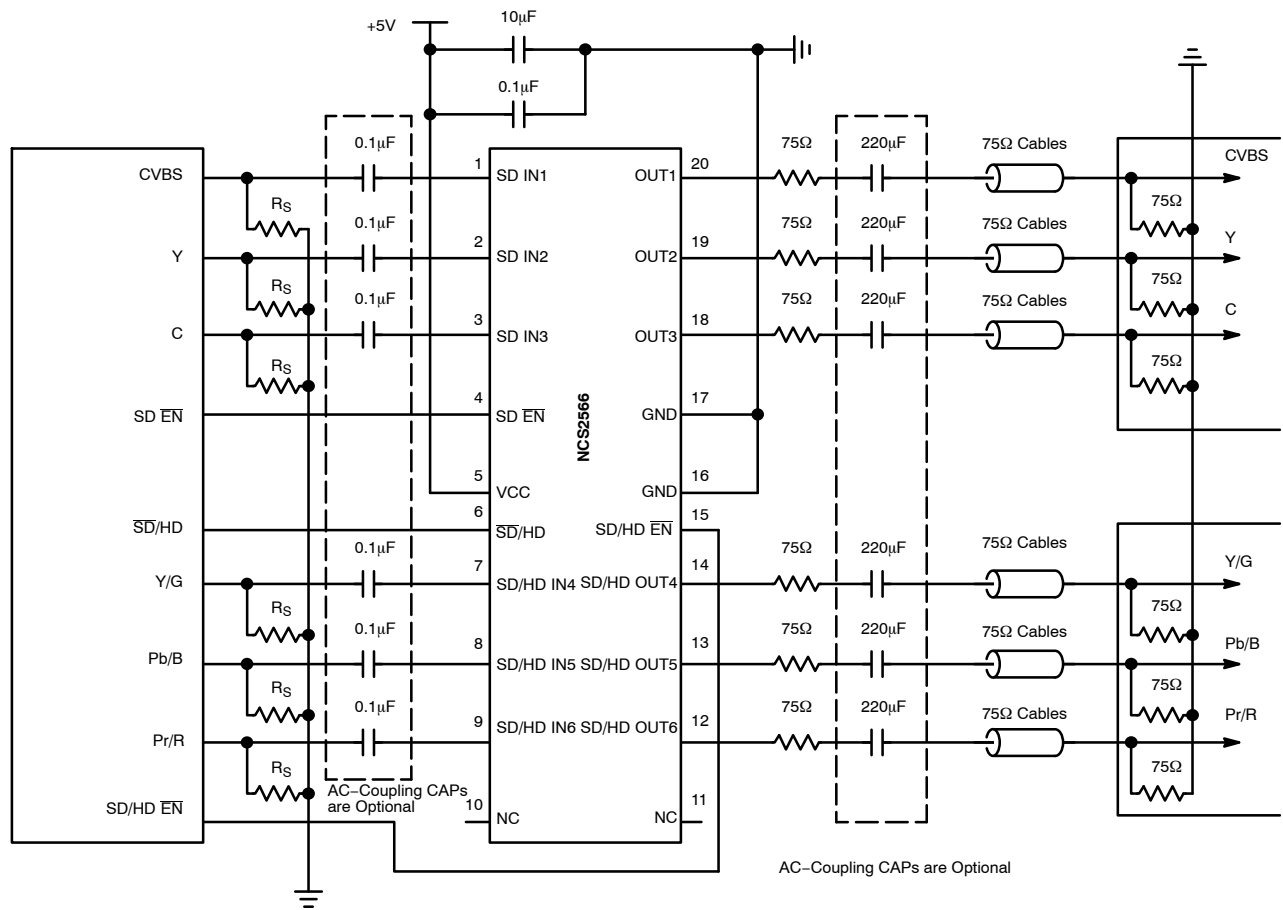 +5V
10μF
0.1μF
0.1μF
75Ω
220μF
75Ω Cables
CVBS
1
SD IN1
OUT1
20
CVBS
RS
75Ω
0.1μF
75Ω
220μF
75Ω Cables
Y
2
SD IN2
OUT2
19
Y
RS
75Ω
0.1μF
75Ω
220μF
75Ω Cables
C
3
SD IN3
OUT3
18
C
RS
75Ω
SD EN
4
SD EN
NCS2566
GND
17
5
VCC
GND
16
SD/HD
6
SD/HD
SD/HD EN
15
0.1μF
75Ω
220μF
75Ω Cables
Y/G
7
SD/HD IN4
SD/HD OUT4
14
Y/G
RS
75Ω
0.1μF
75Ω
220μF
75Ω Cables
Pb/B
8
SD/HD IN5
SD/HD OUT5
13
Pb/B
RS
75Ω
0.1μF
75Ω
220μF
75Ω Cables
Pr/R
9
SD/HD IN6
SD/HD OUT6
12
Pr/R
RS
75Ω
AC−Coupling CAPs
are Optional
SD/HD EN
10
NC
NC
11
AC−Coupling CAPs are Optional